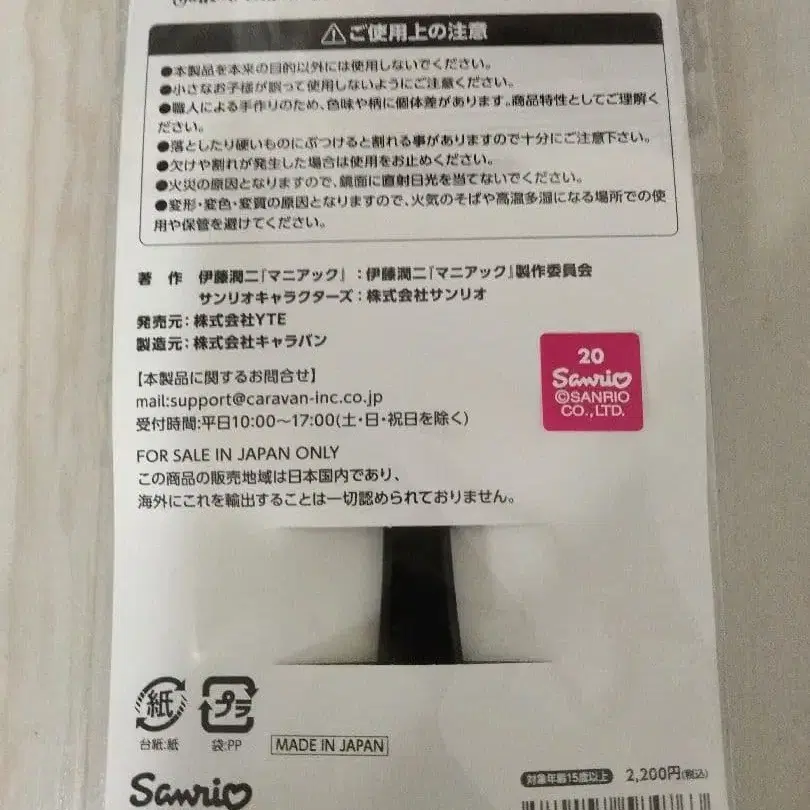 ⚠ご使用上の注意
●本製品を本来の目的以外には使用しないでください。
●小さなお子様が誤って使用しないようにご注意ください。
●職人による手作りのため、色味や柄に個体差があります。商品特性としてご理解く
ださい。
●落としたり硬いものにぶつけると割れる事がありますので十分にご注意下さい。
●欠けや割れが発生した場合は使用をお止めください。
●火災の原因となりますので、鏡面に直射日光を当てないでください。
●変形・変色・変質の原因となりますので、火気のそばや高温多湿になる場所での使
用や保管を避けてください。
著 作 伊藤潤二『マニアック』：伊藤潤二『マニアック』製作委員会
サンリオキャラクターズ：株式会社サンリオ
発売元：株式会社YTE
製造元：株式会社キャラバン
【本製品に関するお問合せ】
mail:support@caravan-inc.co.jp
受付時間:平日10:00～17:00(土・日・祝日を除く)
20
Sanrio
©SANRIO
CO.,LTD.
FOR SALE IN JAPAN ONLY
この商品の販売地域は日本国内であり、
海外にこれを輸出することは一切認められておりません。
紙 プラ
台紙:紙 袋:PP MADE IN JAPAN
Sanrio
対象年齢15歳以上 2,200円(税込)